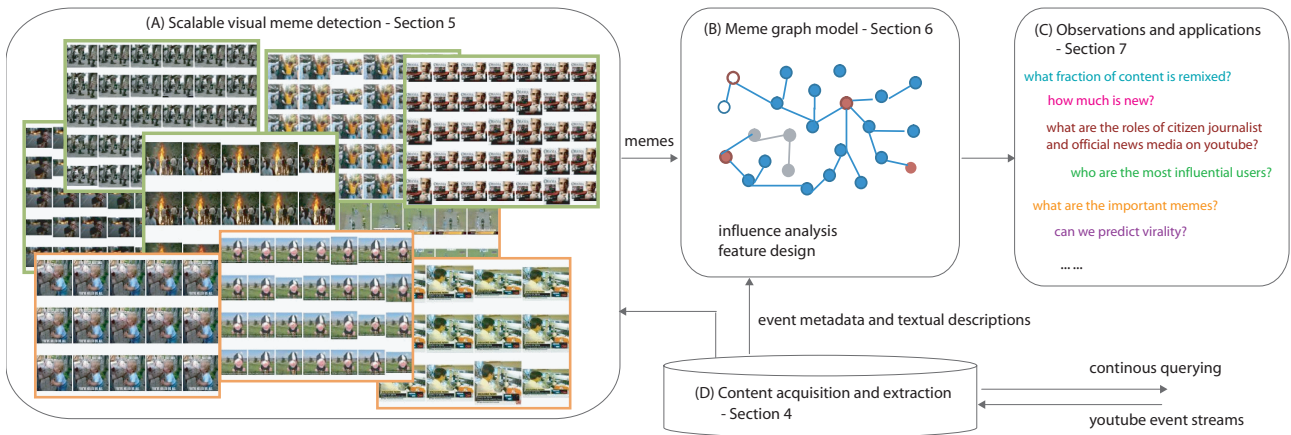 (A) Scalable visual meme detection - Section 5
memes
(B) Meme graph model - Section 6
influence analysis
feature design
(C) Observations and applications
- Section 7
what fraction of content is remixed?
how much is new?
what are the roles of citizen journalist
and official news media on youtube?
who are the most influential users?
what are the important memes?
can we predict virality?
... ...
event metadata and textual descriptions
(D) Content acquisition and extraction
- Section 4
continous querying
youtube event streams